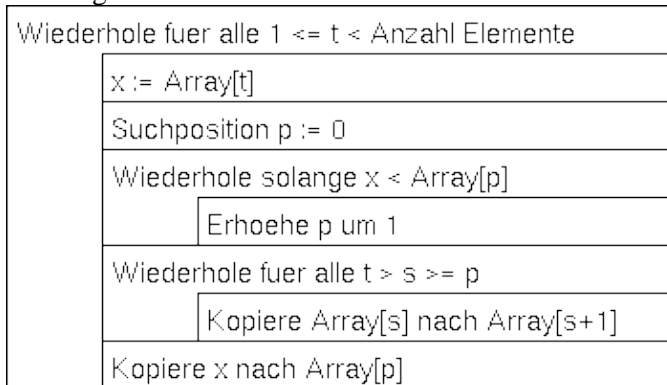 Wiederhole fuer alle 1 <= t < Anzahl Elemente
x := Array[t]
Suchposition p := 0
Wiederhole solange x < Array[p]
Erhoehe p um 1
Wiederhole fuer alle t > s >= p
Kopiere Array[s] nach Array[s+1]
Kopiere x nach Array[p]